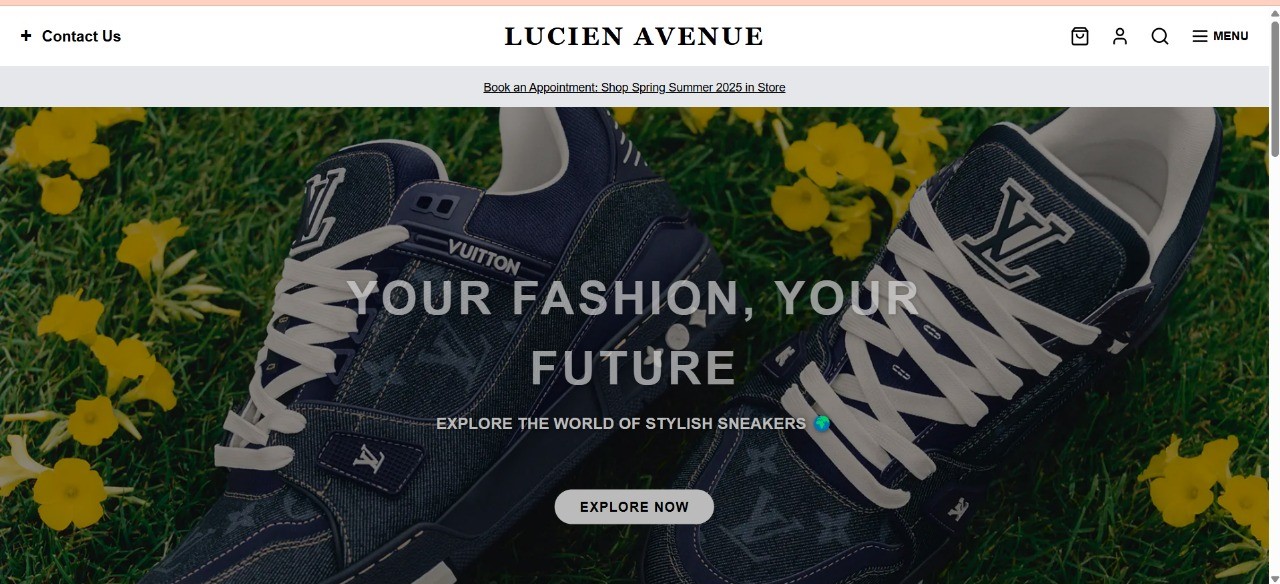 + Contact Us
LUCIEN AVENUE
MENU
Book an Appointment: Shop Spring Summer 2025 in Store
VUITTON
YOUR FASHION, YOUR
FUTURE
EXPLORE THE WORLD OF STYLISH SNEAKERS 🌍
EXPLORE NOW